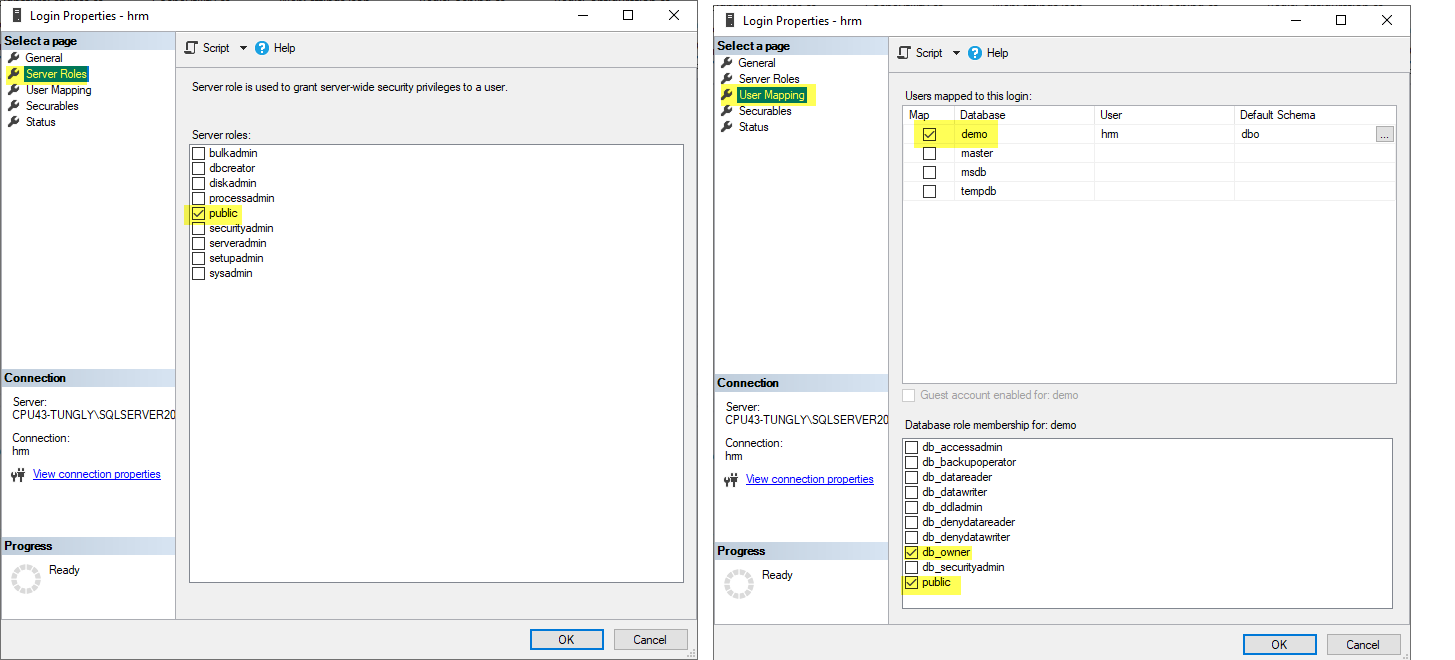 Login Properties - hrm
Select a page
General
Server Roles
User Mapping
Securables
Status
Script
Help
Server role is used to grant server-wide security privileges to a user.
Server roles:
bulkadmin
dbcreator
diskadmin
processadmin
public
securityadmin
serveradmin
setupadmin
sysadmin
Connection
Server:
CPU43-TUNGLY\SQLSERVER20
Connection:
hrm
View connection properties
Progress
Ready
OK
Cancel
Login Properties - hrm
Select a page
General
Server Roles
User Mapping
Securables
Status
Script
Help
Users mapped to this login:
Map Database User Default Schema
demo hrm dbo ...
master
msdb
tempdb
Guest account enabled for: demo
Database role membership for: demo
db_accessadmin
db_backupoperator
db_datareader
db_datawriter
db_ddladmin
db_denydatareader
db_denydatawriter
db_owner
db_securityadmin
public
Connection
Server:
CPU43-TUNGLY\SQLSERVER20
Connection:
hrm
View connection properties
Progress
Ready
OK
Cancel